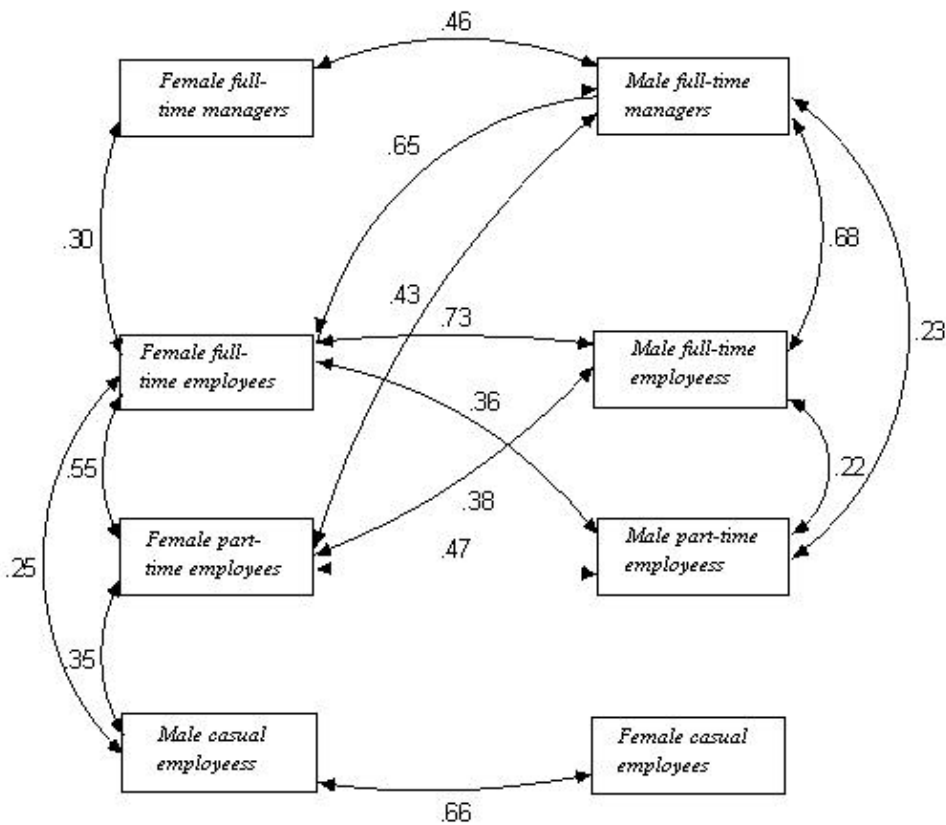 .46
Female full-
time managers
Male full-time
managers
.65
.30
.68
.43
.73
.23
Female full-
time employees
Male full-time
employeess
.36
.55
.22
.38
Female part-
time employees
Male part-time
employeess
.47
.25
.35
Male casual
employeess
Female casual
employees
.66